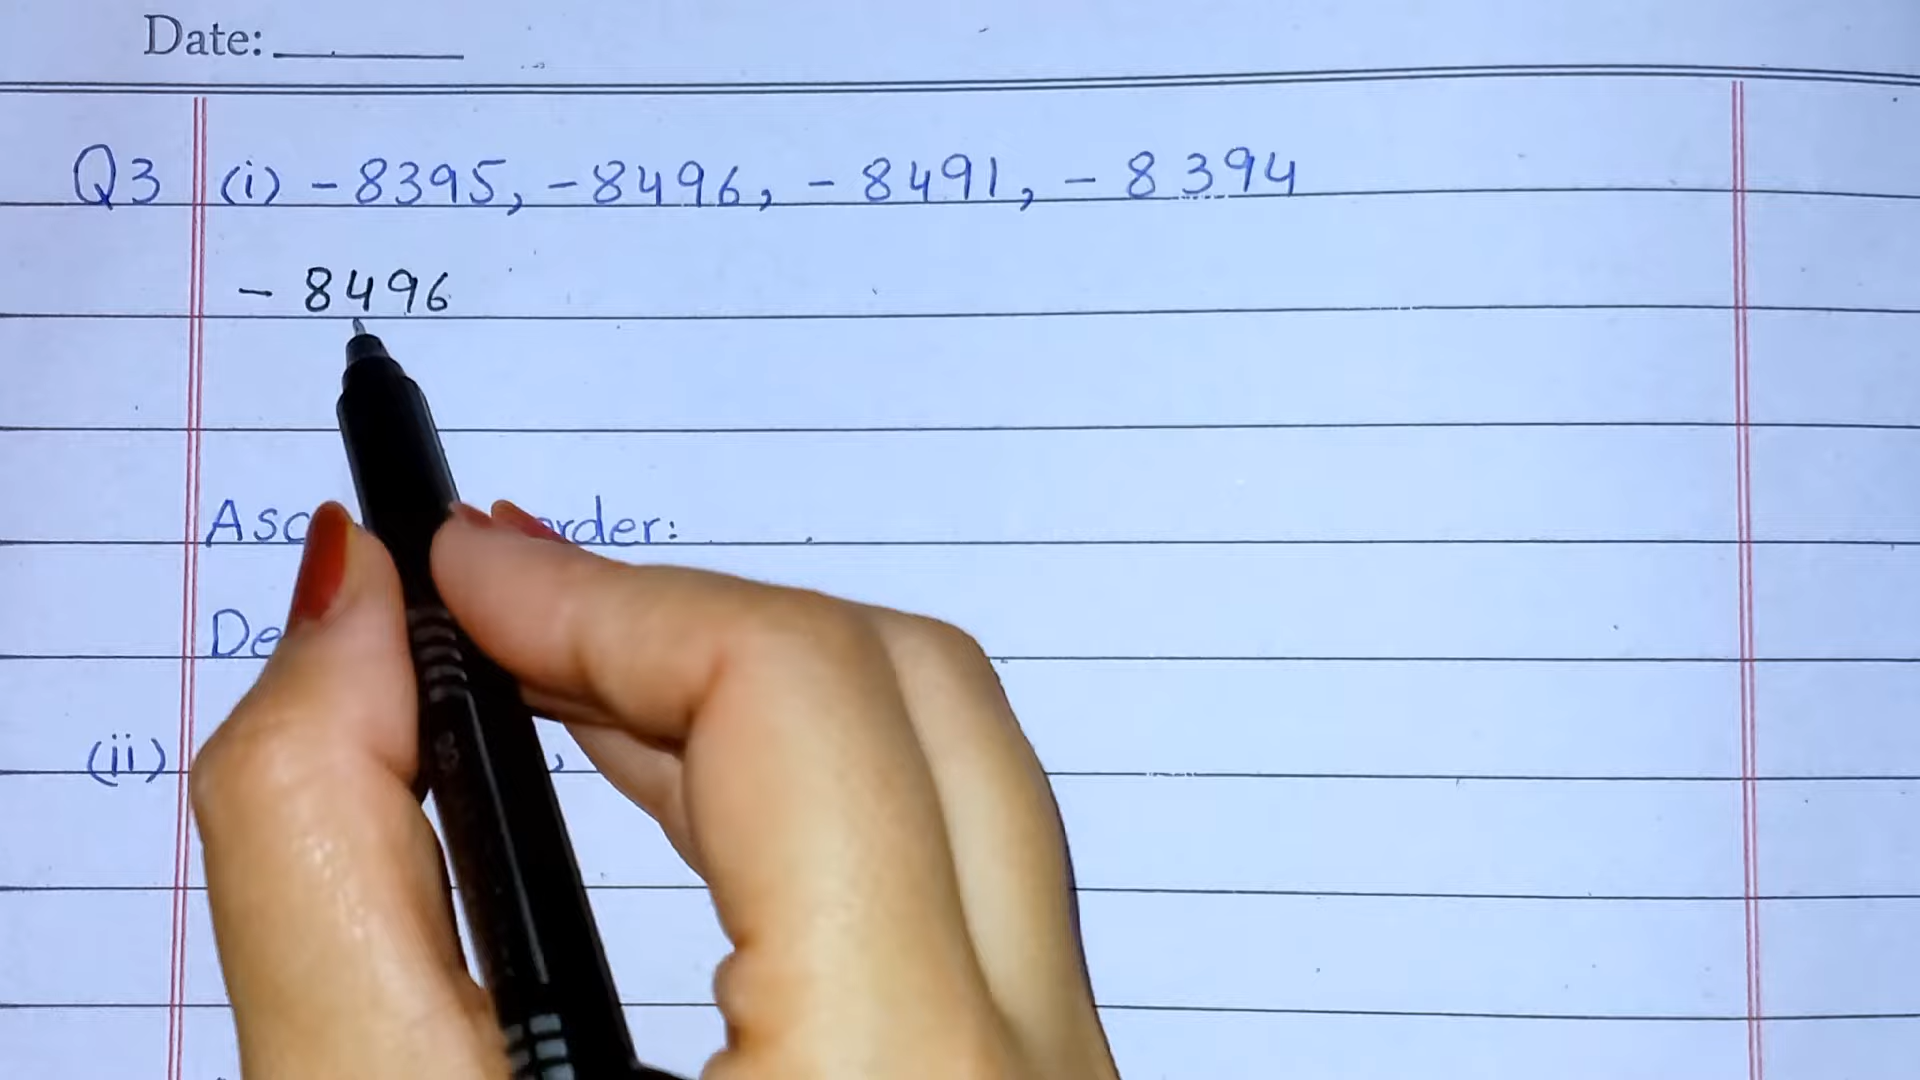 Date:
Q3 (i) - 8395, - 8496, - 8491, - 8394
- 8496
order:
(ii)